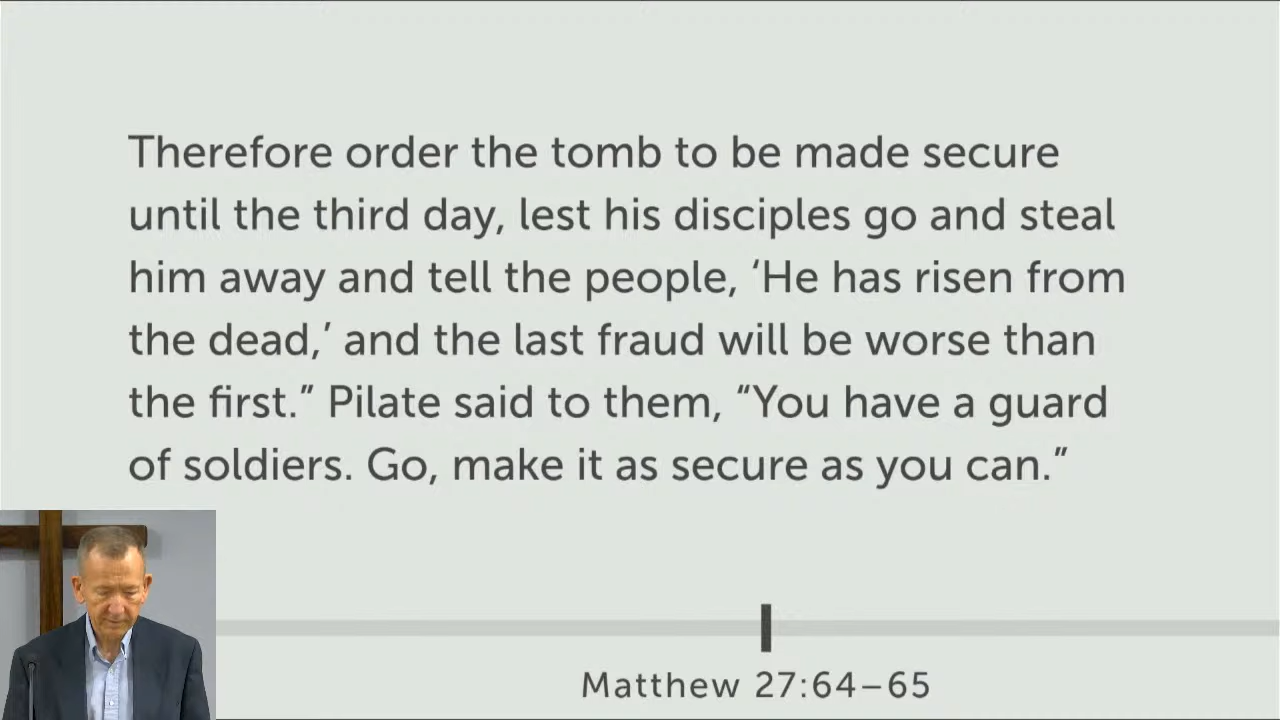 Therefore order the tomb to be made secure
until the third day, lest his disciples go and steal
him away and tell the people, ‘He has risen from
the dead,’ and the last fraud will be worse than
the first.” Pilate said to them, “You have a guard
of soldiers. Go, make it as secure as you can.”
Matthew 27:64–65